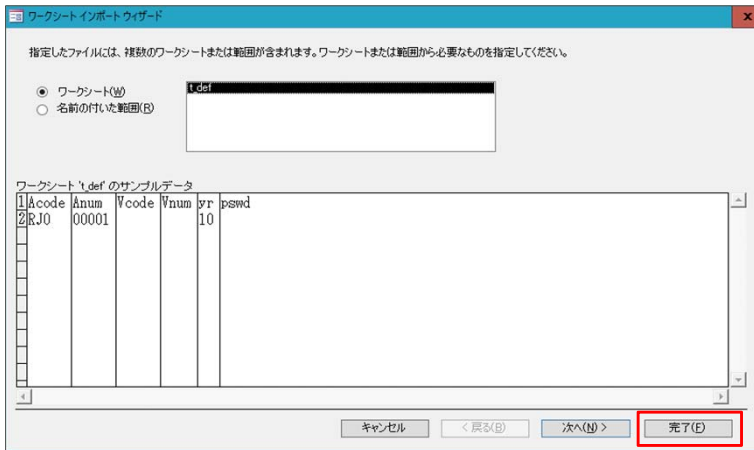 ワークシート インポート ウィザード
指定したファイルには、複数のワークシートまたは範囲が含まれます。ワークシートまたは範囲から必要なものを指定してください。
ワークシート(W)
名前の付いた範囲(R)
t_def
ワークシート 't_def' のサンプルデータ
1 Acode Anum Vcode Vnum yr pswd
2 RJ0 00001 10
キャンセル < 戻る(B) 次へ(N) > 完了(F)